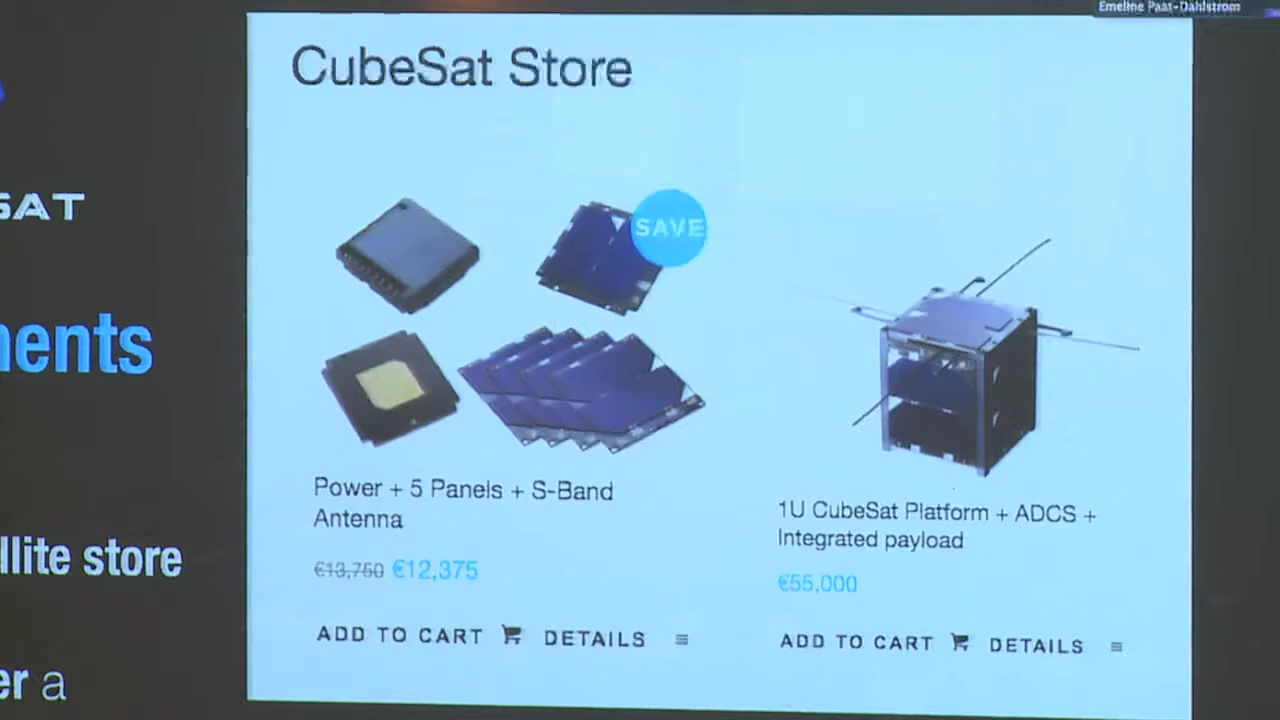 Emeline Paat-Dahlstrom
CubeSat Store
SAT
SAVE
nents
Power + 5 Panels + S-Band
Antenna
€13,750 €12,375
ADD TO CART DETAILS
1U CubeSat Platform + ADCS +
Integrated payload
€55,000
ADD TO CART DETAILS
llite store
er a